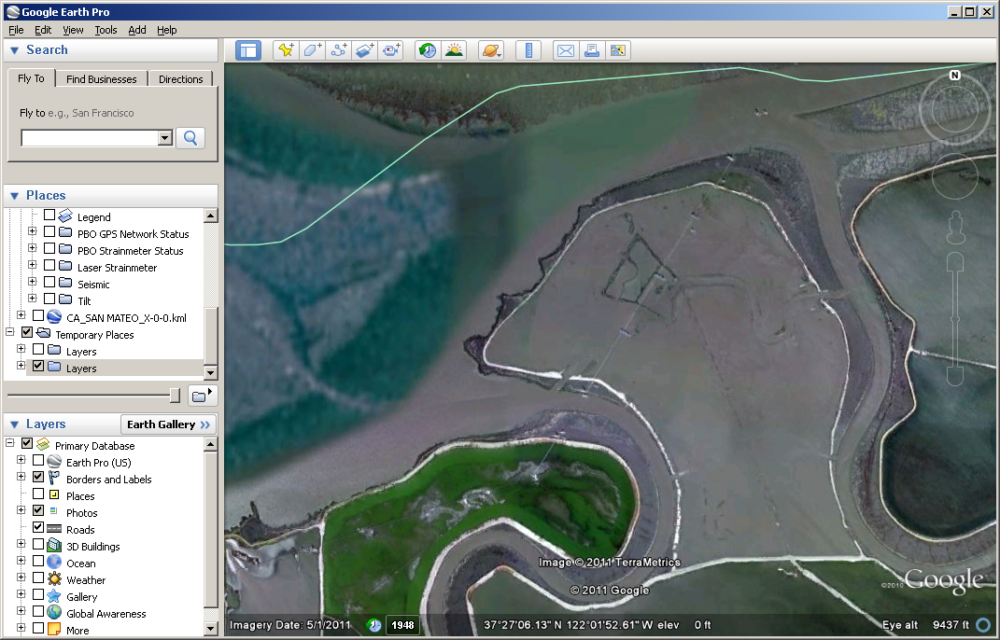 Google Earth Pro
File Edit View Tools Add Help
Search
Fly To Find Businesses Directions
Fly to e.g., San Francisco
Places
Legend
PBO GPS Network Status
PBO Strainmeter Status
Laser Strainmeter
Seismic
Tilt
CA_SAN MATEO_X-0-0.kml
Temporary Places
Layers
Layers
Layers Earth Gallery »
Primary Database
Earth Pro (US)
Borders and Labels
Places
Photos
Roads
3D Buildings
Ocean
Weather
Gallery
Global Awareness
More
N
Image © 2011 TerraMetrics
© 2011 Google
©2010 Google
Imagery Date: 5/1/2011 1948 37°27'06.13" N 122°01'52.61" W elev 0 ft Eye alt 9437 ft